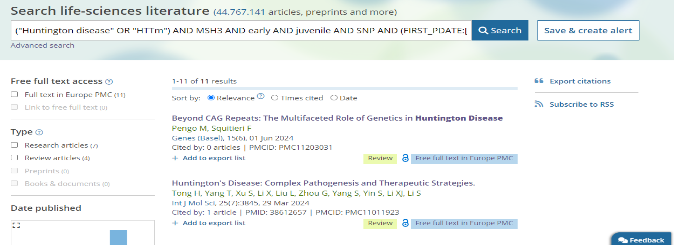 Search life-sciences literature (44,767,141 articles, preprints and more)
("Huntington disease" OR "HTTm") AND MSH3 AND early AND juvenile AND SNP AND (FIRST_PDATE:[
Search
Save & create alert
Advanced search
Free full text access
Full text in Europe PMC (11)
Link to free full text (0)
Type
Research articles (7)
Review articles (4)
Preprints (0)
Books & documents (0)
Date published
1-11 of 11 results
Sort by: Relevance Times cited Date
Beyond CAG Repeats: The Multifaceted Role of Genetics in Huntington Disease
Pengo M, Squitieri F
Genes (Basel), 15(6), 01 Jun 2024
Cited by: 0 articles | PMCID: PMC11203031
+ Add to export list
Review
Free full text in Europe PMC
Huntington's Disease: Complex Pathogenesis and Therapeutic Strategies.
Tong H, Yang T, Xu S, Li X, Liu L, Zhou G, Yang S, Yin S, Li XJ, Li S
Int J Mol Sci, 25(7):3845, 29 Mar 2024
Cited by: 1 article | PMID: 38612657 | PMCID: PMC11011923
+ Add to export list
Review
Free full text in Europe PMC
Export citations
Subscribe to RSS
Feedback